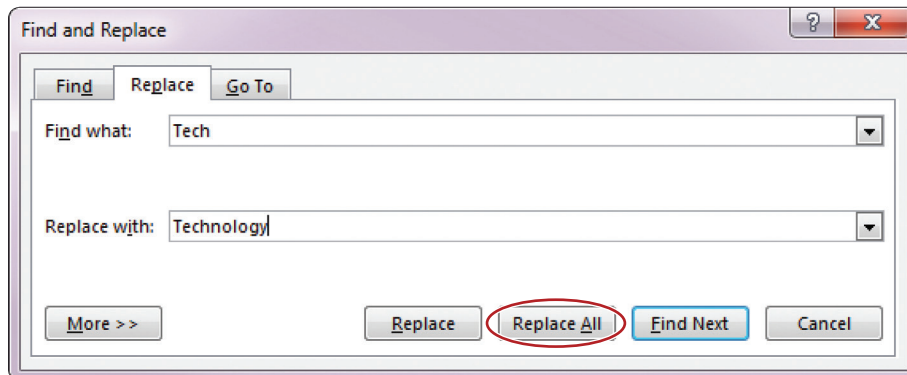 Find and Replace
Find Replace Go To
Find what: Tech
Replace with: Technology
More >> Replace Replace All Find Next Cancel